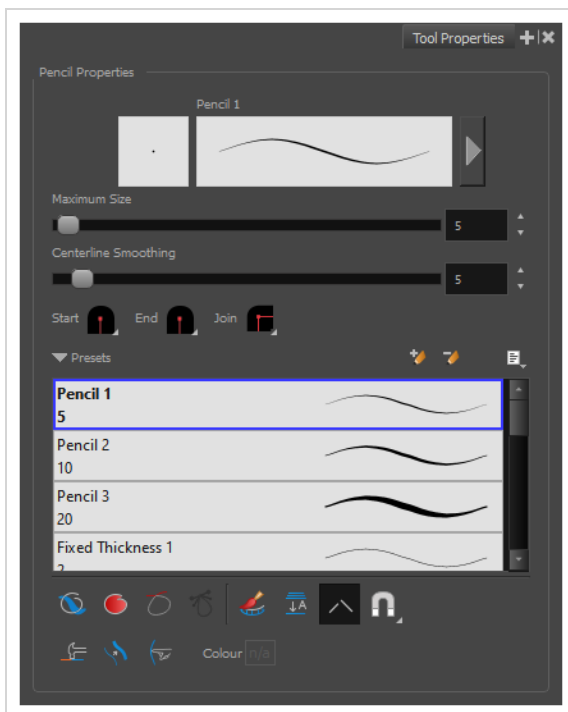 Tool Properties
Pencil Properties
Pencil 1
Maximum Size
5
Centerline Smoothing
5
Start End Join
Presets
Pencil 1
5
Pencil 2
10
Pencil 3
20
Fixed Thickness 1
2
A
Colour n/a